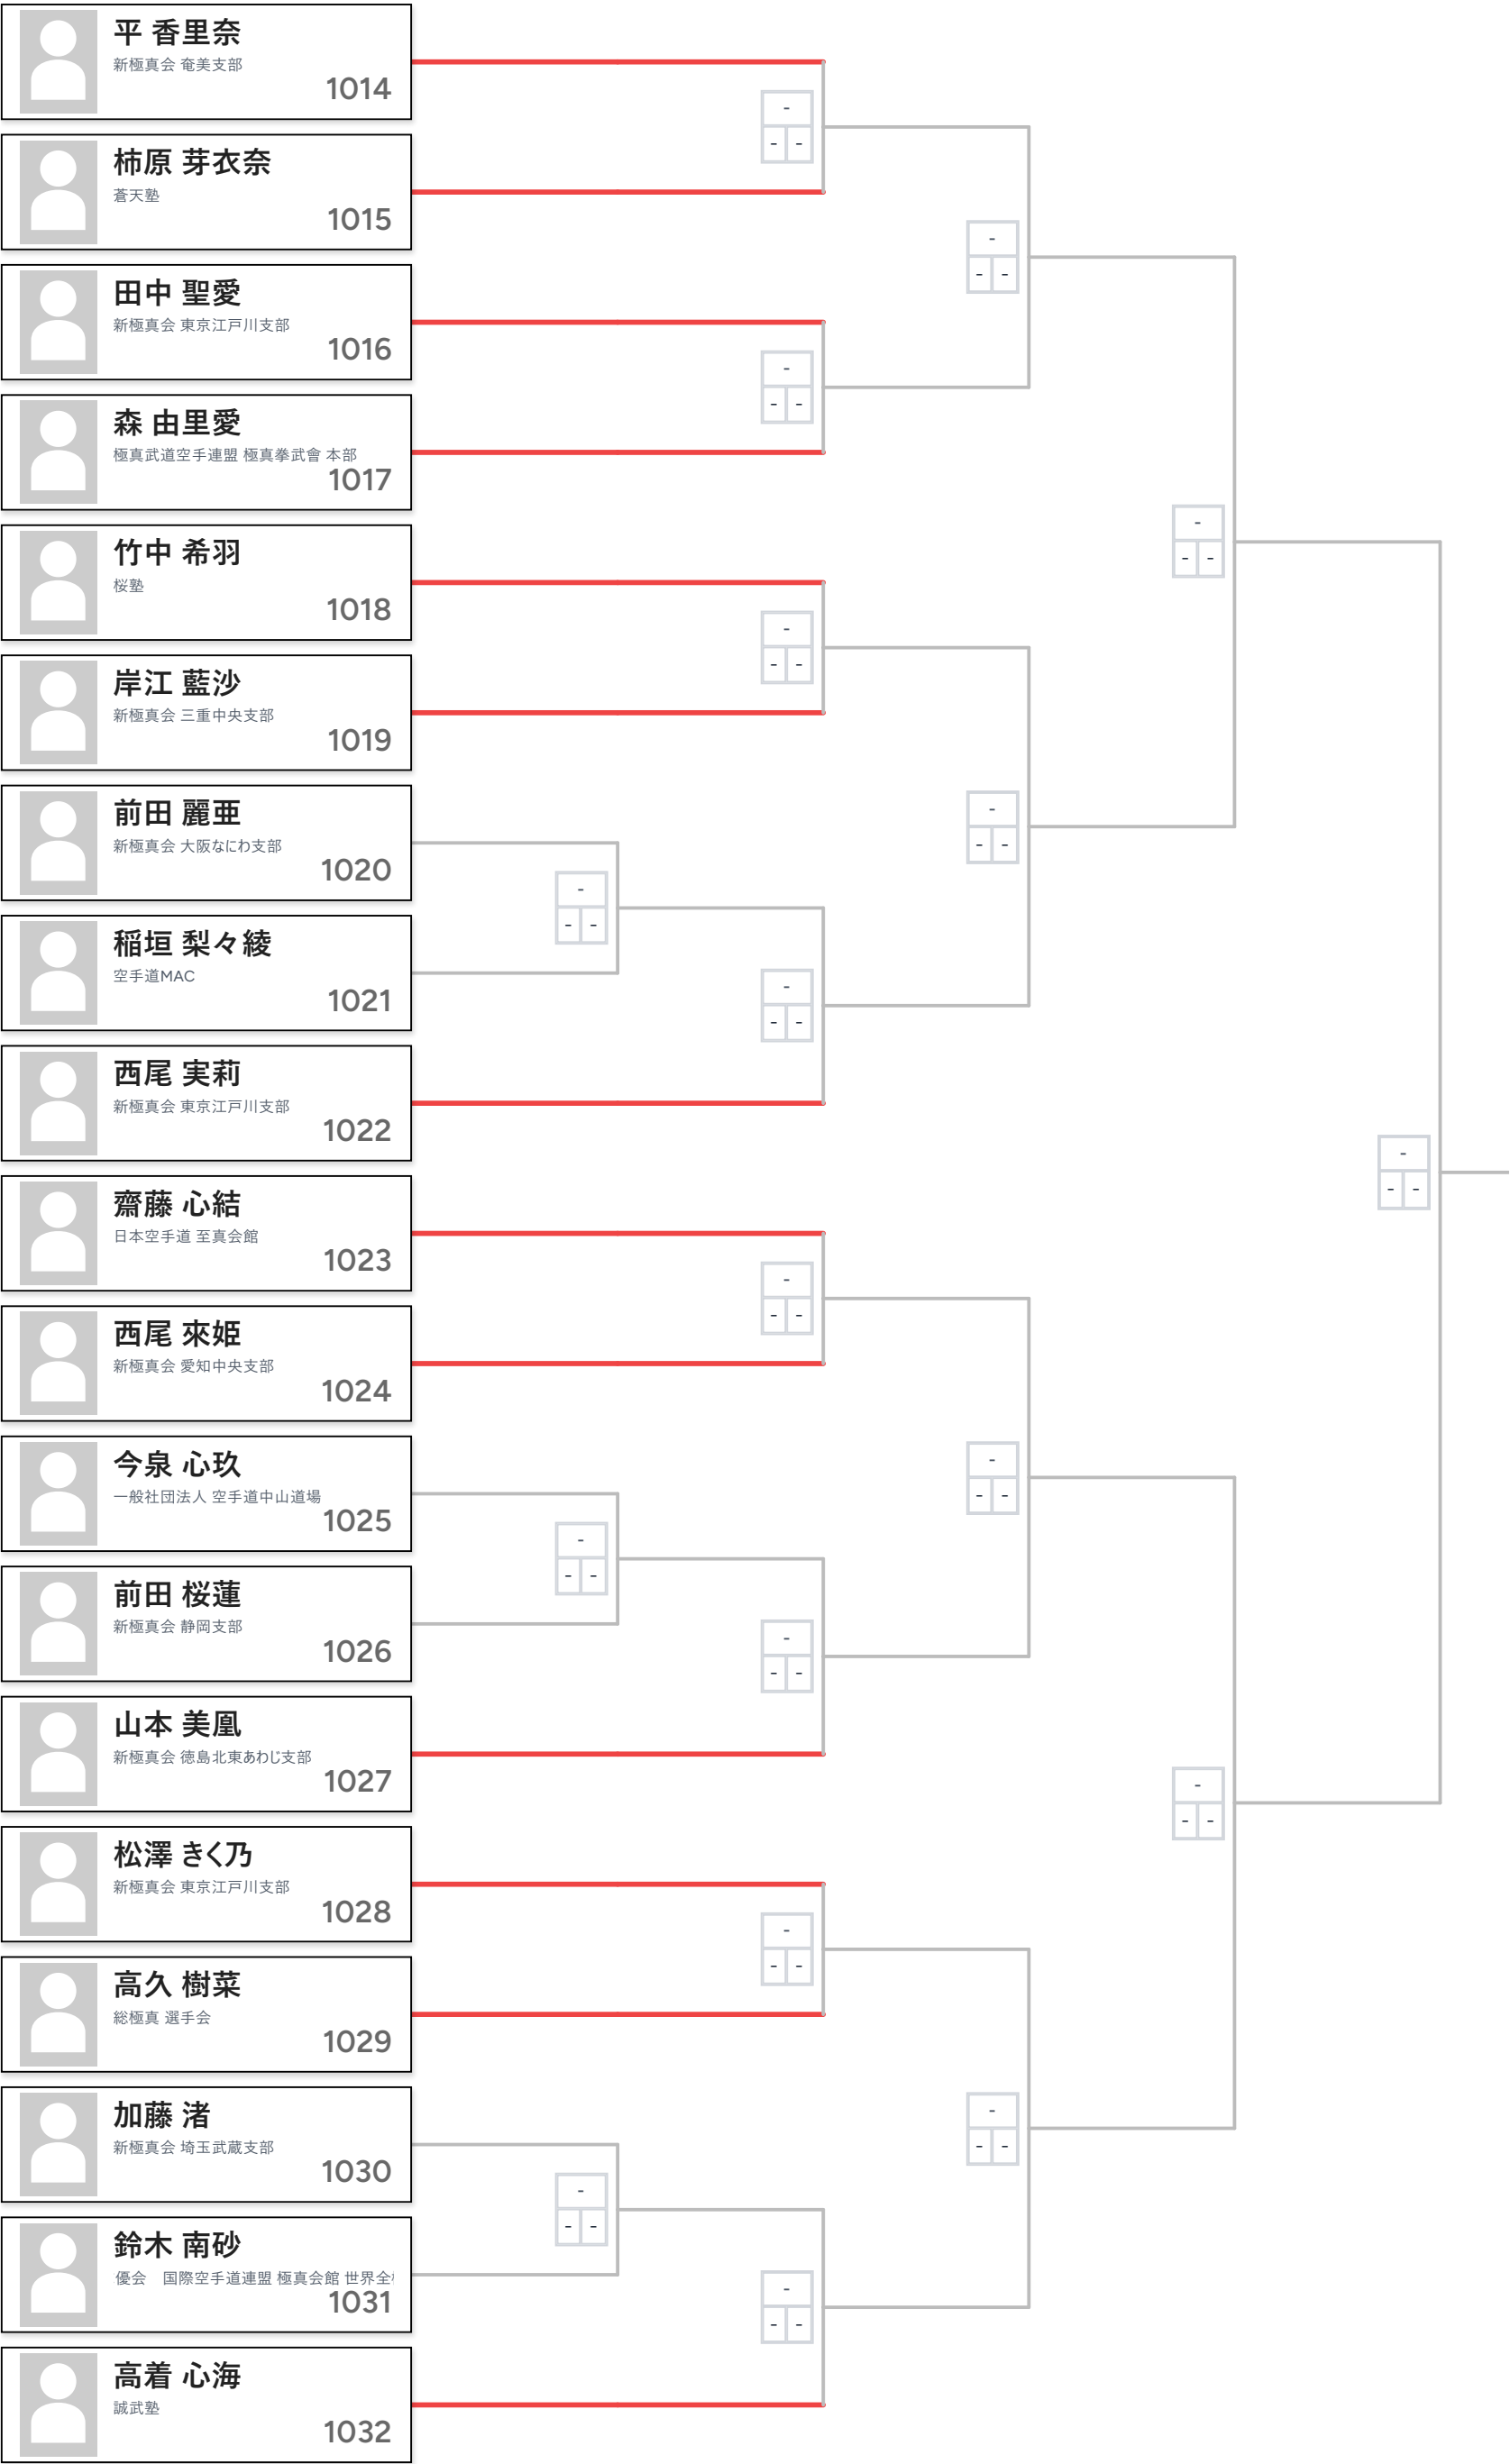 平 香里奈
新極真会 奄美支部
1014
-
- -
柿原 芽衣奈
蒼天塾
1015
-
- -
田中 聖愛
新極真会 東京江戸川支部
1016
-
- -
森 由里愛
極真武道空手連盟 極真拳武會 本部
1017
-
- -
竹中 希羽
桜塾
1018
-
- -
岸江 藍沙
新極真会 三重中央支部
1019
前田 麗亜
新極真会 大阪なにわ支部
1020
-
- -
-
- -
稲垣 梨々綾
空手道MAC
1021
-
- -
西尾 実莉
新極真会 東京江戸川支部
1022
-
- -
齋藤 心結
日本空手道 至真会館
1023
-
- -
西尾 來姫
新極真会 愛知中央支部
1024
今泉 心玖
一般社団法人 空手道中山道場
1025
-
- -
-
- -
前田 桜蓮
新極真会 静岡支部
1026
-
- -
山本 美凰
新極真会 徳島北東あわじ支部
1027
-
- -
松澤 きく乃
新極真会 東京江戸川支部
1028
-
- -
高久 樹菜
総極真 選手会
1029
加藤 渚
新極真会 埼玉武蔵支部
1030
-
- -
-
- -
鈴木 南砂
優会　国際空手道連盟 極真会館 世界全
1031
-
- -
高着 心海
誠武塾
1032